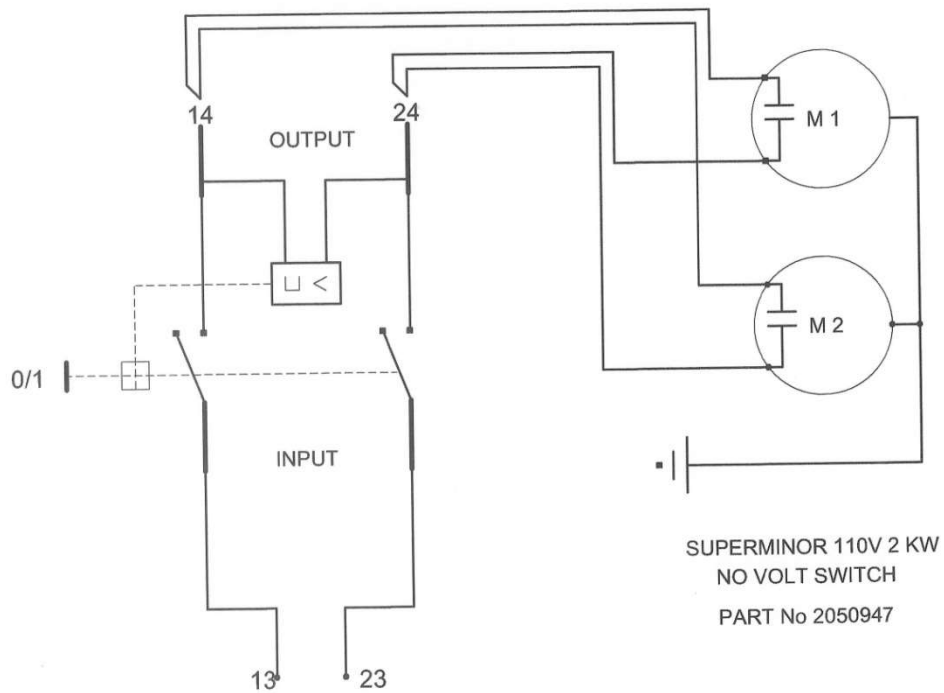 14
24
OUTPUT
M 1
U <
M 2
0/1
INPUT
SUPERMINOR 110V 2 KW
NO VOLT SWITCH
PART No 2050947
13
23